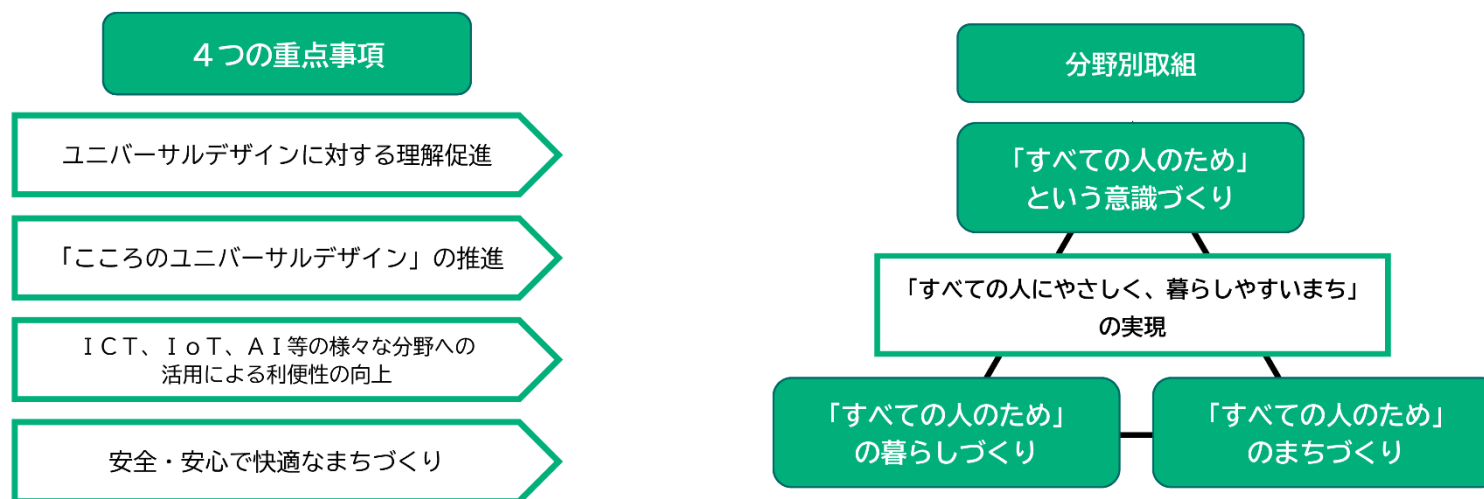 ４つの重点事項
ユニバーサルデザインに対する理解促進
「こころのユニバーサルデザイン」の推進
ＩＣＴ、ＩｏＴ、ＡＩ等の様々な分野への
活用による利便性の向上
安全・安心で快適なまちづくり
分野別取組
「すべての人のため」
という意識づくり
「すべての人にやさしく、暮らしやすいまち」
の実現
「すべての人のため」
の暮らしづくり
「すべての人のため」
のまちづくり